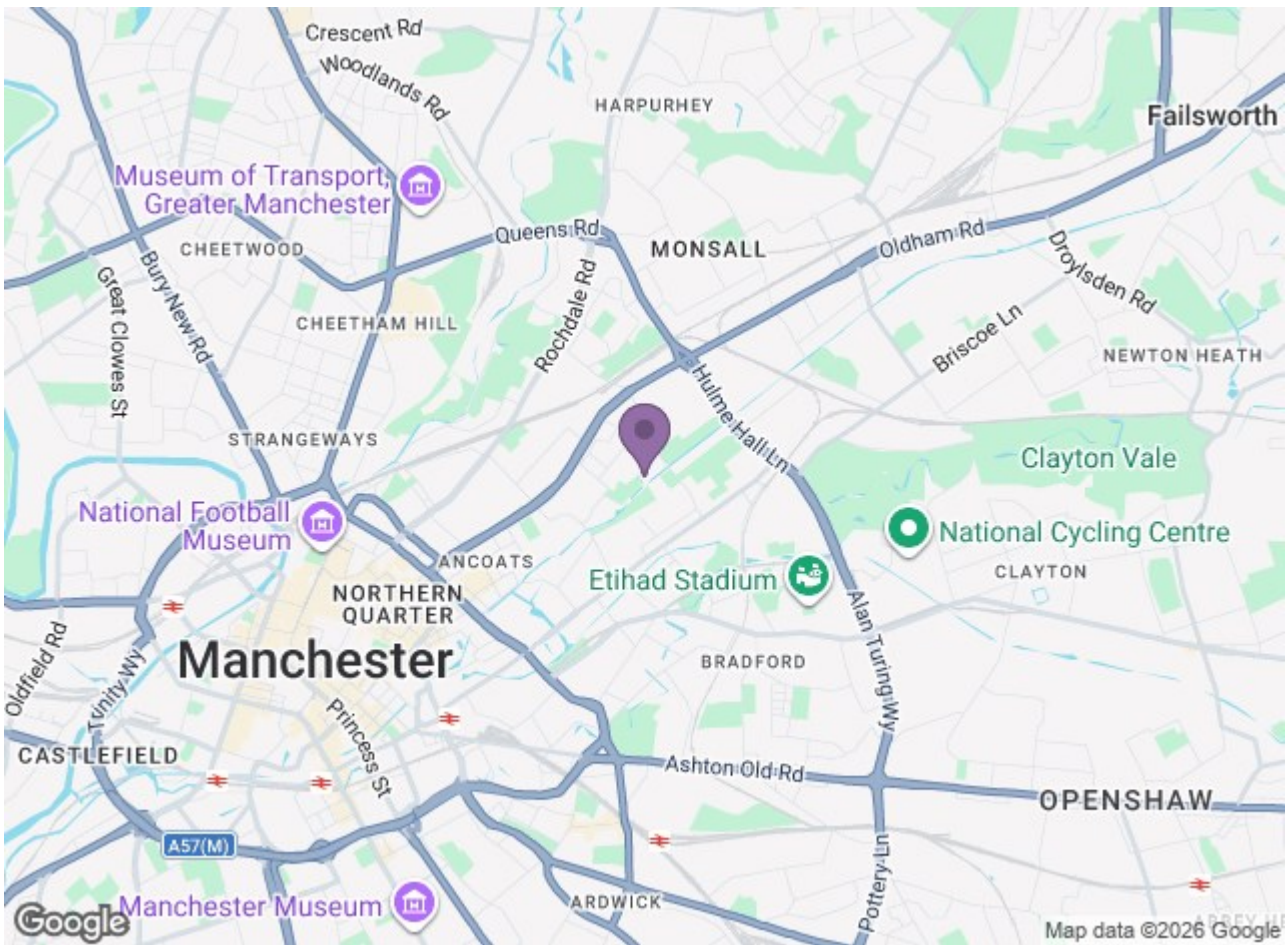 Crescent Rd
Woodlands Rd
HARPURHEY
Failsworth
Museum of Transport,
Greater Manchester
Queens Rd
MONSALL
Oldham Rd
CHEETWOOD
Droylsden Rd
Bury New Rd
Great Clowes St
CHEETHAM HILL
Rochdale Rd
Briscoe Ln
NEWTON HEATH
Hulme Hall Ln
STRANGEWAYS
Clayton Vale
National Football
Museum
National Cycling Centre
ANCOATS
Etihad Stadium
CLAYTON
NORTHERN
QUARTER
Alan Turing Wy
Oldfield Rd
Manchester
BRADFORD
Trinity Wy
Princess St
CASTLEFIELD
Ashton Old Rd
OPENSHAW
A57(M)
Pottery Ln
Manchester Museum
ARDWICK
Google
Map data ©2026 Google